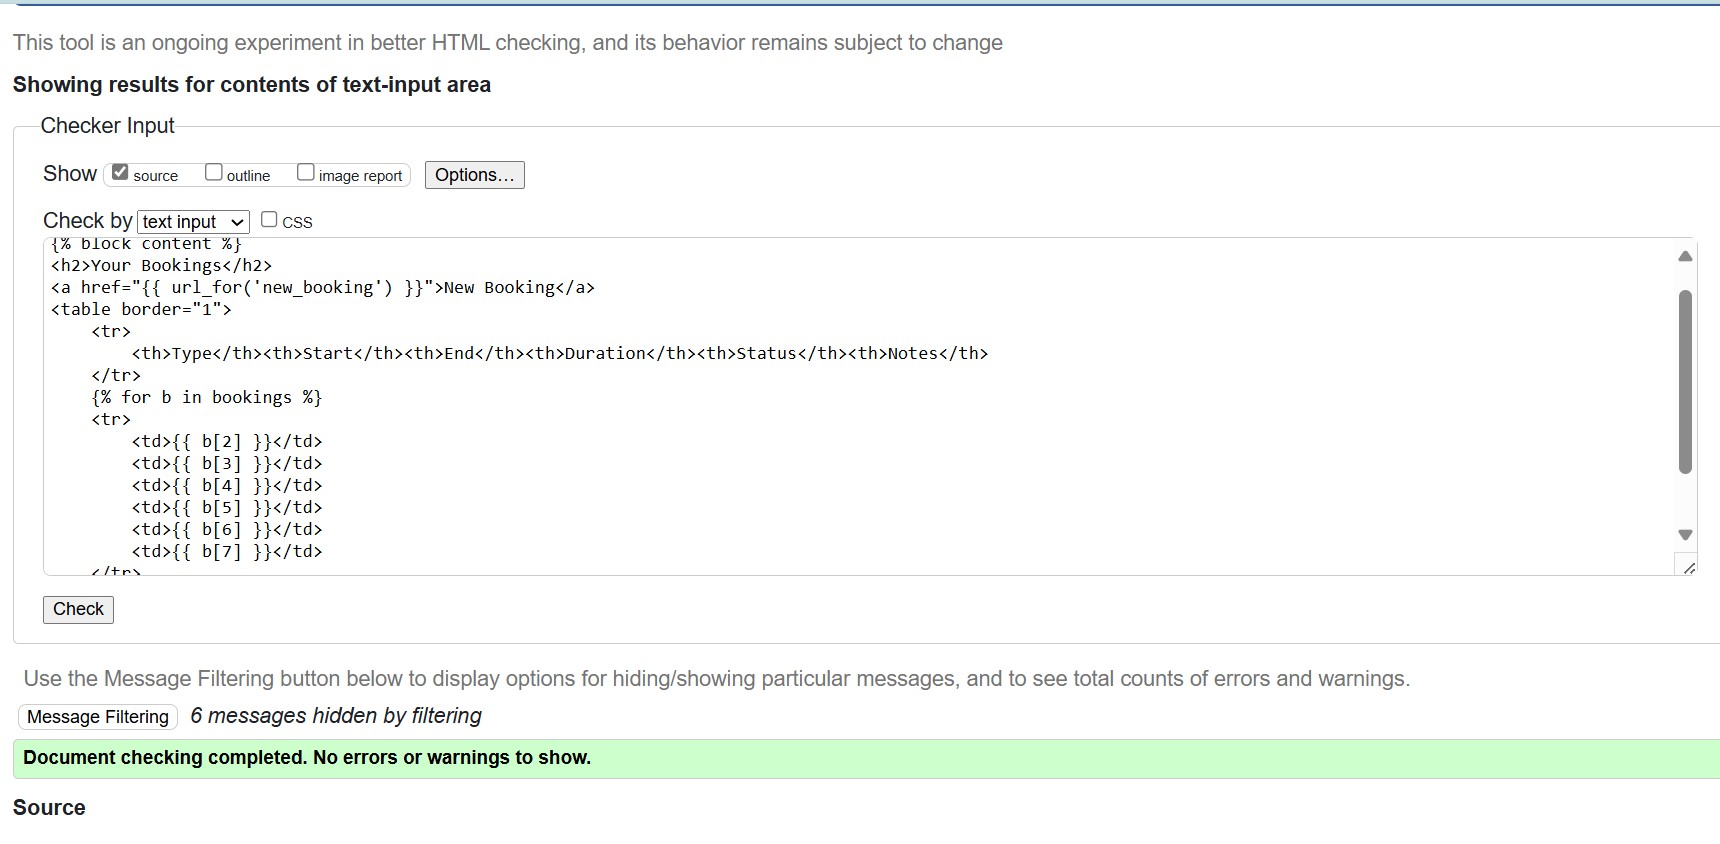 This tool is an ongoing experiment in better HTML checking, and its behavior remains subject to change
Showing results for contents of text-input area
Checker Input
Show source outline image report Options...
Check by text input CSS
{% block content %}
<h2>Your Bookings</h2>
<a href="{{ url_for('new_booking') }}">New Booking</a>
<table border="1">
    <tr>
        <th>Type</th><th>Start</th><th>End</th><th>Duration</th><th>Status</th><th>Notes</th>
    </tr>
    {% for b in bookings %}
    <tr>
        <td>{{ b[2] }}</td>
        <td>{{ b[3] }}</td>
        <td>{{ b[4] }}</td>
        <td>{{ b[5] }}</td>
        <td>{{ b[6] }}</td>
        <td>{{ b[7] }}</td>
    </tr>
Check
Use the Message Filtering button below to display options for hiding/showing particular messages, and to see total counts of errors and warnings.
Message Filtering 6 messages hidden by filtering
Document checking completed. No errors or warnings to show.
Source